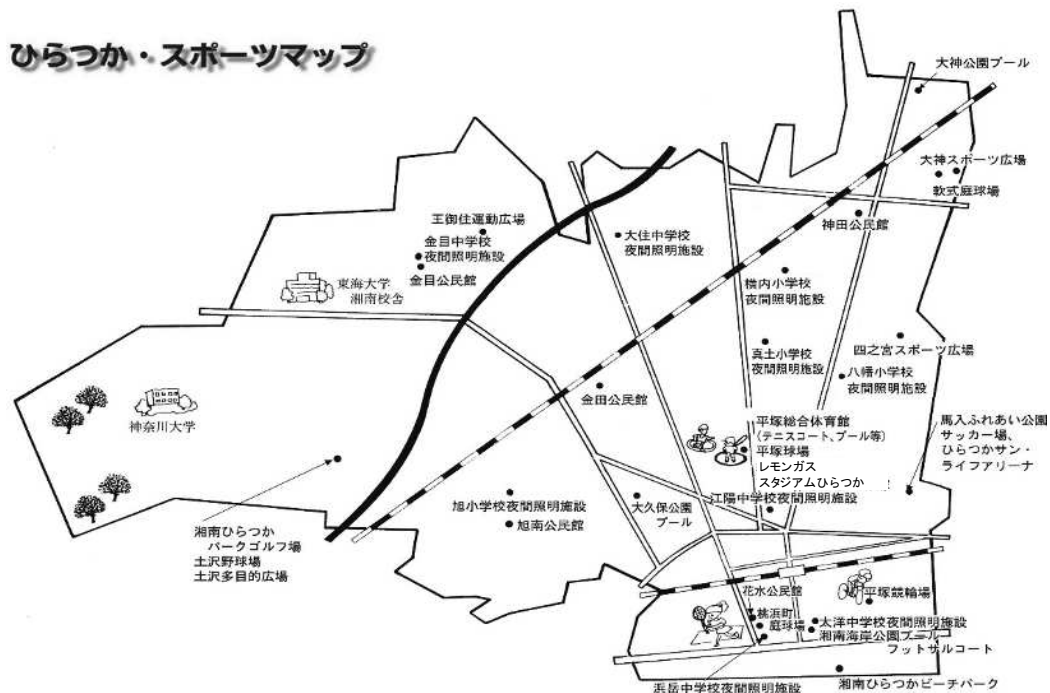 ひらつか・スポーツマップ
大神公園プール
大神スポーツ広場
軟式庭球場
神田公民館
王御住運動広場
金目中学校
夜間照明施設
金目公民館
大住中学校
夜間照明施設
東海大学
湘南校舎
横内小学校
夜間照明施設
真土小学校
夜間照明施設
四之宮スポーツ広場
八幡小学校
夜間照明施設
金田公民館
神奈川大学
平塚総合体育館
(テニスコート、プール等)
平塚球場
レモンガス
スタジアムひらつか
馬入ふれあい公園
サッカー場、
ひらつかサン・
ライフアリーナ
江陽中学校夜間照明施設
旭小学校夜間照明施設
旭南公民館
大久保公園
プール
湘南ひらつか
パークゴルフ場
土沢野球場
土沢多目的広場
花水公民館
平塚競輪場
桃浜町
庭球場
太洋中学校夜間照明施設
湘南海岸公園プール
フットサルコート
浜岳中学校夜間照明施設
湘南ひらつかビーチパーク